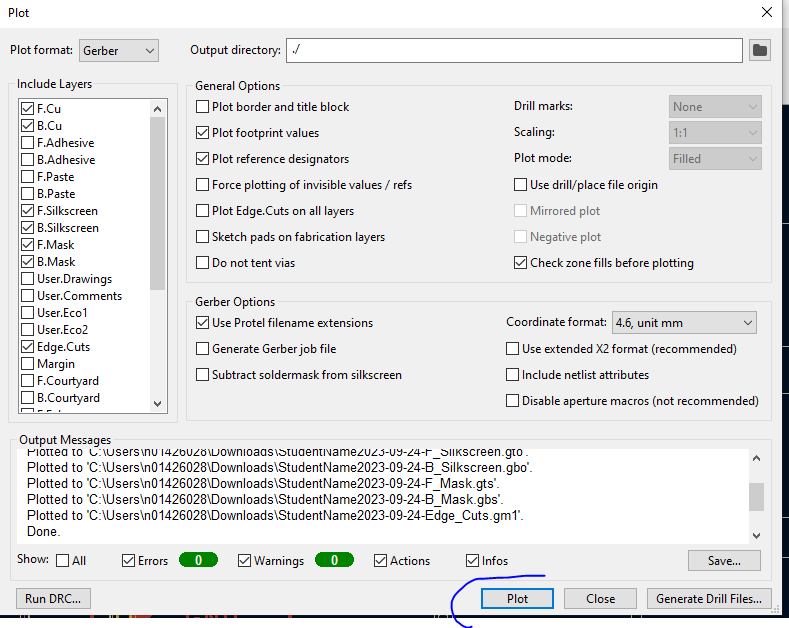 Plot
Plot format: Gerber
Output directory: ./
Include Layers
F.Cu
B.Cu
F.Adhesive
B.Adhesive
F.Paste
B.Paste
F.Silkscreen
B.Silkscreen
F.Mask
B.Mask
User.Drawings
User.Comments
User.Eco1
User.Eco2
Edge.Cuts
Margin
F.Courtyard
B.Courtyard
General Options
Plot border and title block
Plot footprint values
Plot reference designators
Force plotting of invisible values / refs
Plot Edge.Cuts on all layers
Sketch pads on fabrication layers
Do not tent vias
Drill marks: None
Scaling: 1:1
Plot mode: Filled
Use drill/place file origin
Mirrored plot
Negative plot
Check zone fills before plotting
Gerber Options
Use Protel filename extensions
Generate Gerber job file
Subtract soldermask from silkscreen
Coordinate format: 4.6, unit mm
Use extended X2 format (recommended)
Include netlist attributes
Disable aperture macros (not recommended)
Output Messages
Plotted to 'C:\Users\n01426028\Downloads\StudentName2023-09-24-F_Silkscreen.gto'.
Plotted to 'C:\Users\n01426028\Downloads\StudentName2023-09-24-B_Silkscreen.gbo'.
Plotted to 'C:\Users\n01426028\Downloads\StudentName2023-09-24-F_Mask.gts'.
Plotted to 'C:\Users\n01426028\Downloads\StudentName2023-09-24-B_Mask.gbs'.
Plotted to 'C:\Users\n01426028\Downloads\StudentName2023-09-24-Edge_Cuts.gm1'.
Done.
Show: All Errors 0 Warnings 0 Actions Infos Save...
Run DRC... Plot Close Generate Drill Files...